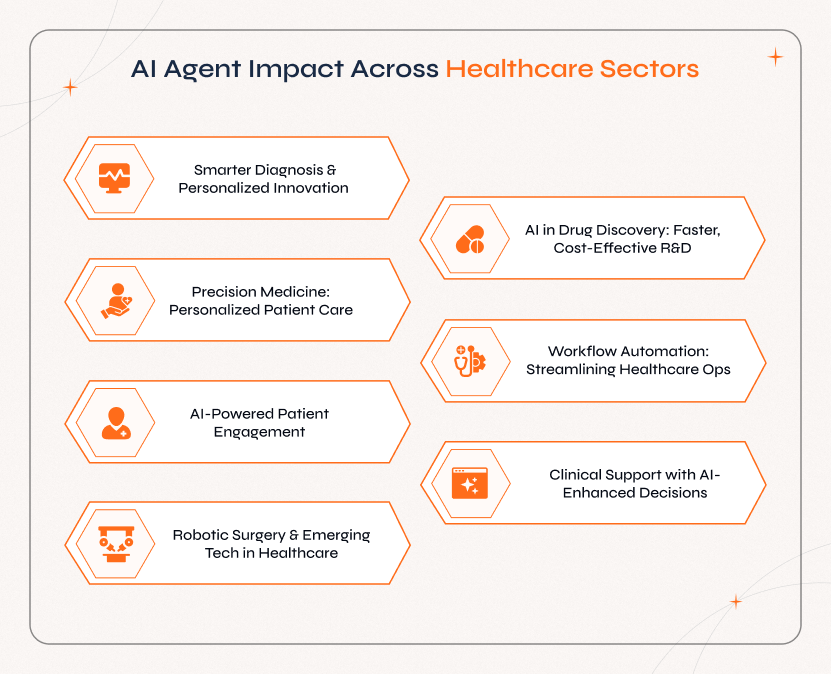 AI Agent Impact Across Healthcare Sectors
Smarter Diagnosis &
Personalized Innovation
AI in Drug Discovery: Faster,
Cost-Effective R&D
Precision Medicine:
Personalized Patient Care
Workflow Automation:
Streamlining Healthcare Ops
AI-Powered Patient
Engagement
Clinical Support with AI-
Enhanced Decisions
Robotic Surgery & Emerging
Tech in Healthcare